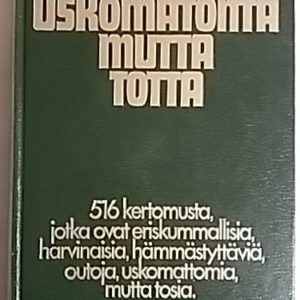 USKOMATONTA
MUTTA
TOTTA
516 kertomusta,
jotka ovat eriskummallisia,
harvinaisia, hämmästyttäviä,
outoja, uskomattomia,
mutta tosia.